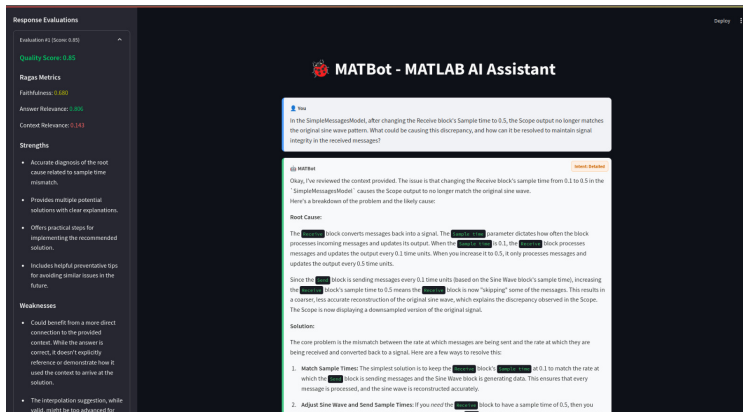 Response Evaluations
Evaluation #1 (Score: 0.85)
Quality Score: 0.85
Ragas Metrics
Faithfulness: 0.680
Answer Relevance: 0.806
Context Relevance: 0.143
Strengths
Accurate diagnosis of the root
cause related to sample time
mismatch.
Provides multiple potential
solutions with clear explanations.
Offers practical steps for
implementing the recommended
solution.
Includes helpful preventative tips
for avoiding similar issues in the
future.
Weaknesses
Could benefit from a more direct
connection to the provided
context. While the answer is
correct, it doesn't explicitly
reference or demonstrate how it
used the context to arrive at the
solution.
The interpolation suggestion, while
valid, might be too advanced for
Deploy
MATBot - MATLAB AI Assistant
You
In the SimpleMessagesModel, after changing the Receive block's Sample time to 0.5, the Scope output no longer matches
the original sine wave pattern. What could be causing this discrepancy, and how can it be resolved to maintain signal
integrity in the received messages?
MATBot
Intent: Detailed
Okay, I've reviewed the context provided. The issue is that changing the Receive block's sample time from 0.1 to 0.5 in the
`SimpleMessagesModel` causes the Scope output to no longer match the original sine wave.
Here's a breakdown of the problem and the likely cause:
Root Cause:
The Receive block converts messages back into a signal. The Sample time parameter dictates how often the block
processes incoming messages and updates its output. When the Sample time is 0.1, the Receive block processes
messages and updates the output every 0.1 time units. When you increase it to 0.5, it only processes messages and
updates the output every 0.5 time units.
Since the Send block is sending messages every 0.1 time units (based on the Sine Wave block's sample time), increasing
the Receive block's sample time to 0.5 means the Receive block is now "skipping" some of the messages. This results in
a coarser, less accurate reconstruction of the original sine wave, which explains the discrepancy observed in the Scope.
The Scope is now displaying a downsampled version of the original signal.
Solution:
The core problem is the mismatch between the rate at which messages are being sent and the rate at which they are
being received and converted back to a signal. Here are a few ways to resolve this:
1. Match Sample Times: The simplest solution is to keep the Receive block's Sample time at 0.1 to match the rate at
which the Send block is sending messages and the Sine Wave block is generating data. This ensures that every
message is processed, and the sine wave is reconstructed accurately.
2. Adjust Sine Wave and Send Sample Times: If you need the Receive block to have a sample time of 0.5, then you